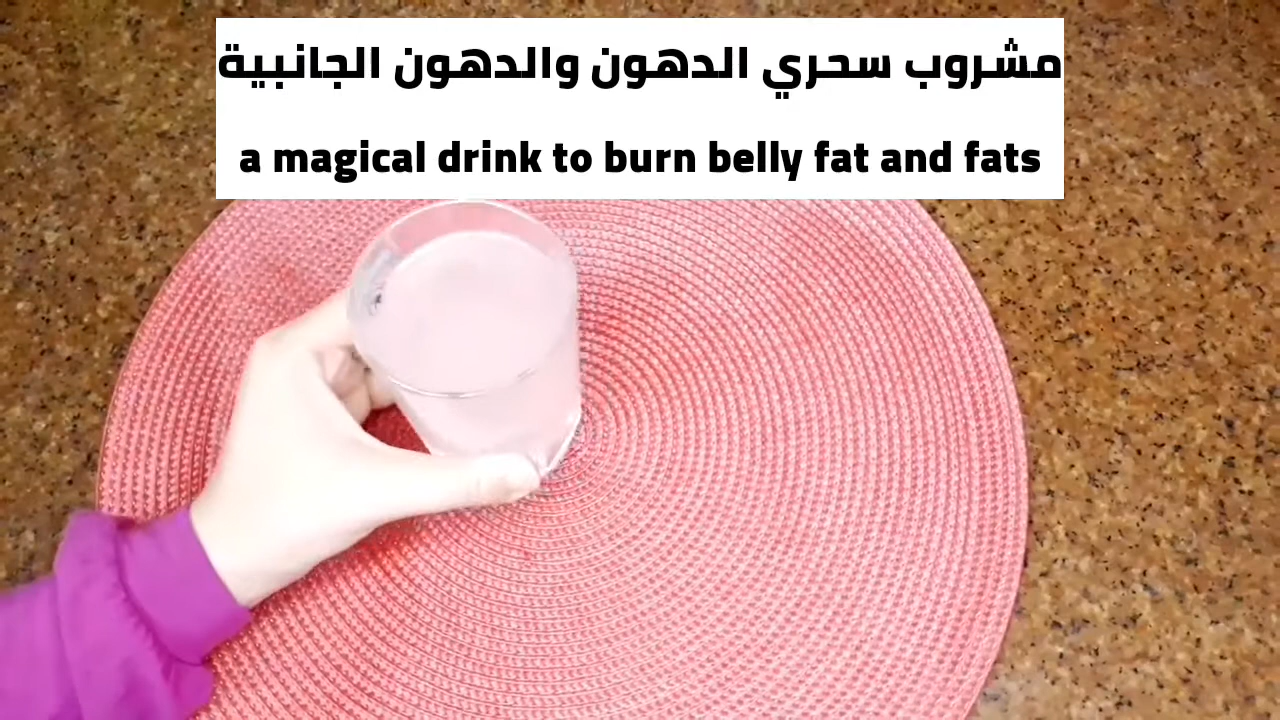 مشروب سحري الدهون والدهون الجانبية
a magical drink to burn belly fat and fats